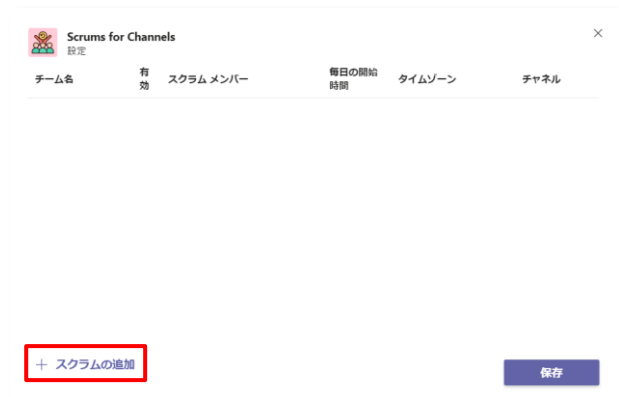 Scrums for Channels
設定
チーム名 有効 スクラム メンバー 毎日の開始時間 タイムゾーン チャネル
＋ スクラムの追加
保存